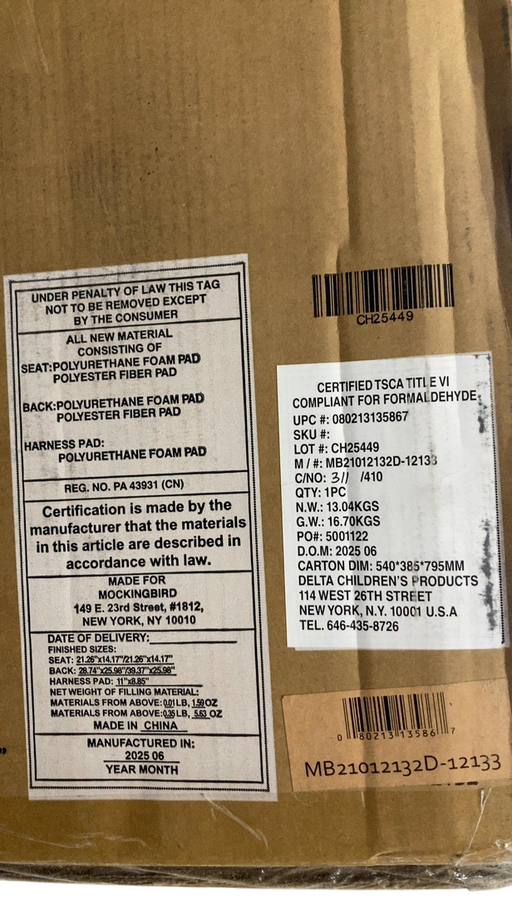 UNDER PENALTY OF LAW THIS TAG
NOT TO BE REMOVED EXCEPT
BY THE CONSUMER
ALL NEW MATERIAL
CONSISTING OF
SEAT:POLYURETHANE FOAM PAD
POLYESTER FIBER PAD
BACK:POLYURETHANE FOAM PAD
POLYESTER FIBER PAD
HARNESS PAD:
POLYURETHANE FOAM PAD
REG. NO. PA 43931 (CN)
Certification is made by the
manufacturer that the materials
in this article are described in
accordance with law.
MADE FOR
MOCKINGBIRD
149 E. 23rd Street, #1812,
NEW YORK, NY 10010
DATE OF DELIVERY:
FINISHED SIZES:
SEAT: 21.26"x14.17"/21.26"x14.17"
BACK: 28.74"x25.98"/39.37"x25.98"
HARNESS PAD: 11"x8.85"
NET WEIGHT OF FILLING MATERIAL:
MATERIALS FROM ABOVE:0.01 LB, 1.59 OZ
MATERIALS FROM ABOVE:0.35 LB, 5.63 OZ
MADE IN CHINA
MANUFACTURED IN:
2025 06
YEAR MONTH
CH25449
CERTIFIED TSCA TITLE VI
COMPLIANT FOR FORMALDEHYDE
UPC #: 080213135867
SKU #:
LOT #: CH25449
M / #: MB21012132D-12133
C/NO: 311 /410
QTY: 1PC
N.W.: 13.04KGS
G.W.: 16.70KGS
PO#: 5001122
D.O.M: 2025 06
CARTON DIM: 540*385*795MM
DELTA CHILDREN'S PRODUCTS
114 WEST 26TH STREET
NEW YORK, N.Y. 10001 U.S.A
TEL. 646-435-8726
0 80213 13586 7
MB21012132D-12133